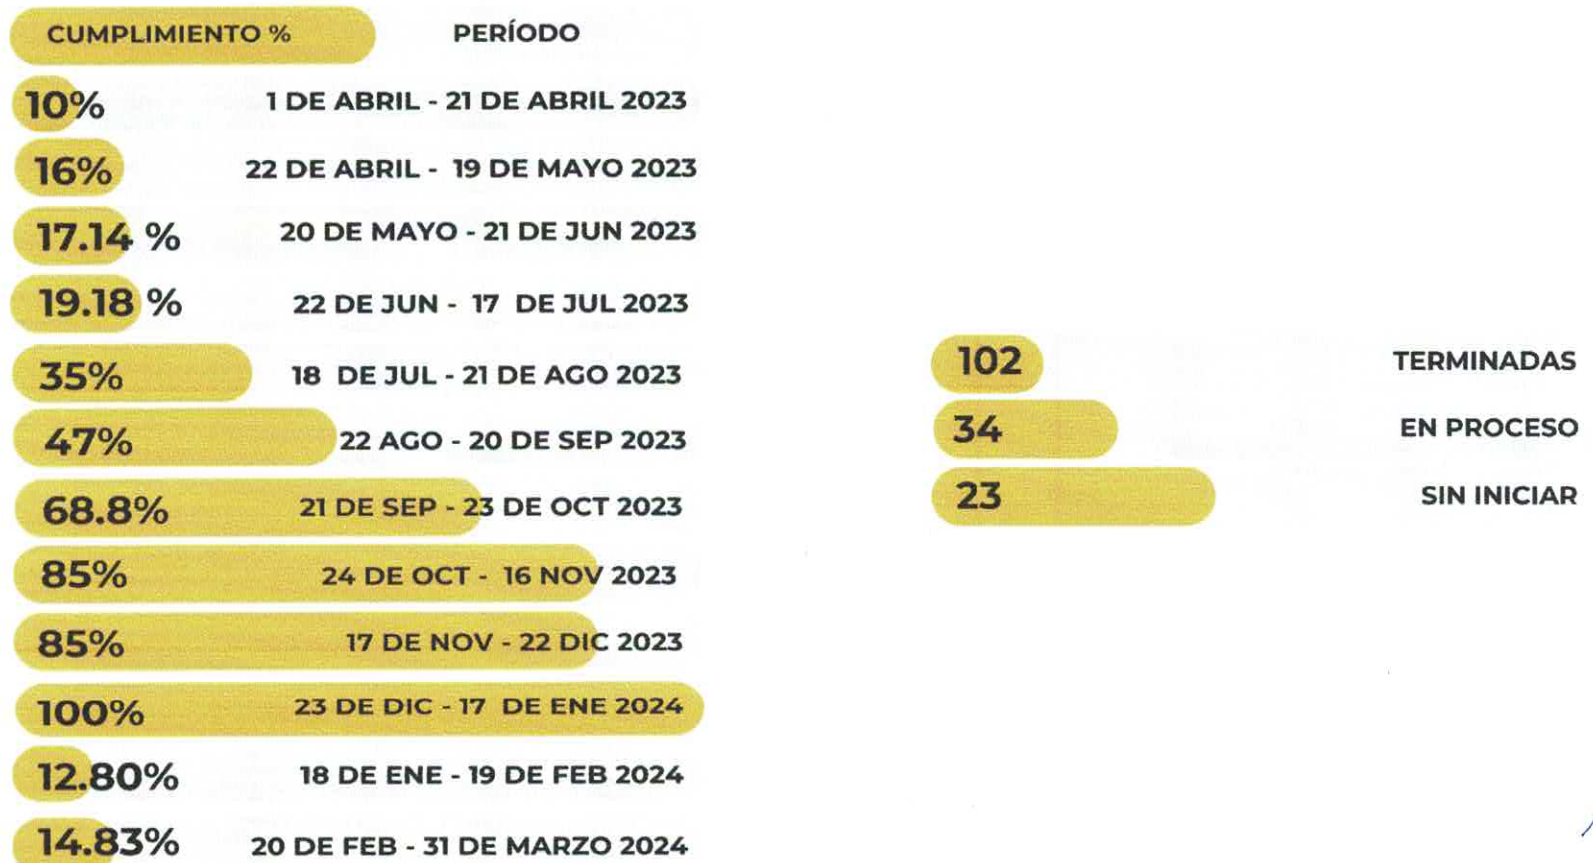 CUMPLIMIENTO % PERÍODO
10% 1 DE ABRIL - 21 DE ABRIL 2023
16% 22 DE ABRIL - 19 DE MAYO 2023
17.14 % 20 DE MAYO - 21 DE JUN 2023
19.18 % 22 DE JUN - 17 DE JUL 2023
35% 18 DE JUL - 21 DE AGO 2023
47% 22 AGO - 20 DE SEP 2023
68.8% 21 DE SEP - 23 DE OCT 2023
85% 24 DE OCT - 16 NOV 2023
85% 17 DE NOV - 22 DIC 2023
100% 23 DE DIC - 17 DE ENE 2024
12.80% 18 DE ENE - 19 DE FEB 2024
14.83% 20 DE FEB - 31 DE MARZO 2024
102 TERMINADAS
34 EN PROCESO
23 SIN INICIAR